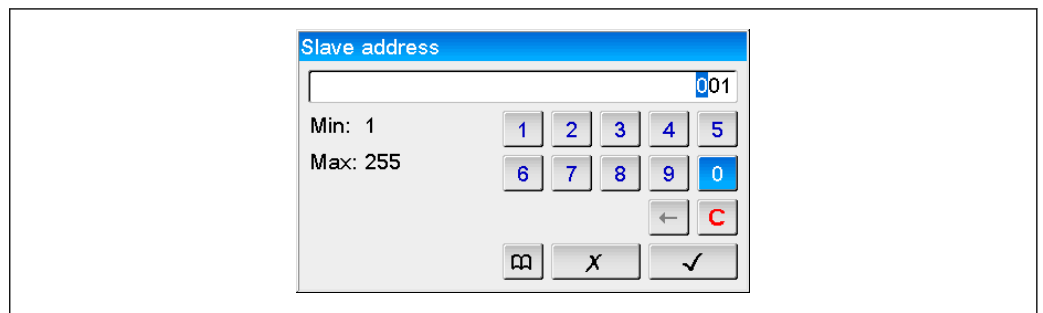 Slave address
001
Min: 1
1 2 3 4 5
Max: 255
6 7 8 9 0
← C
X ✓